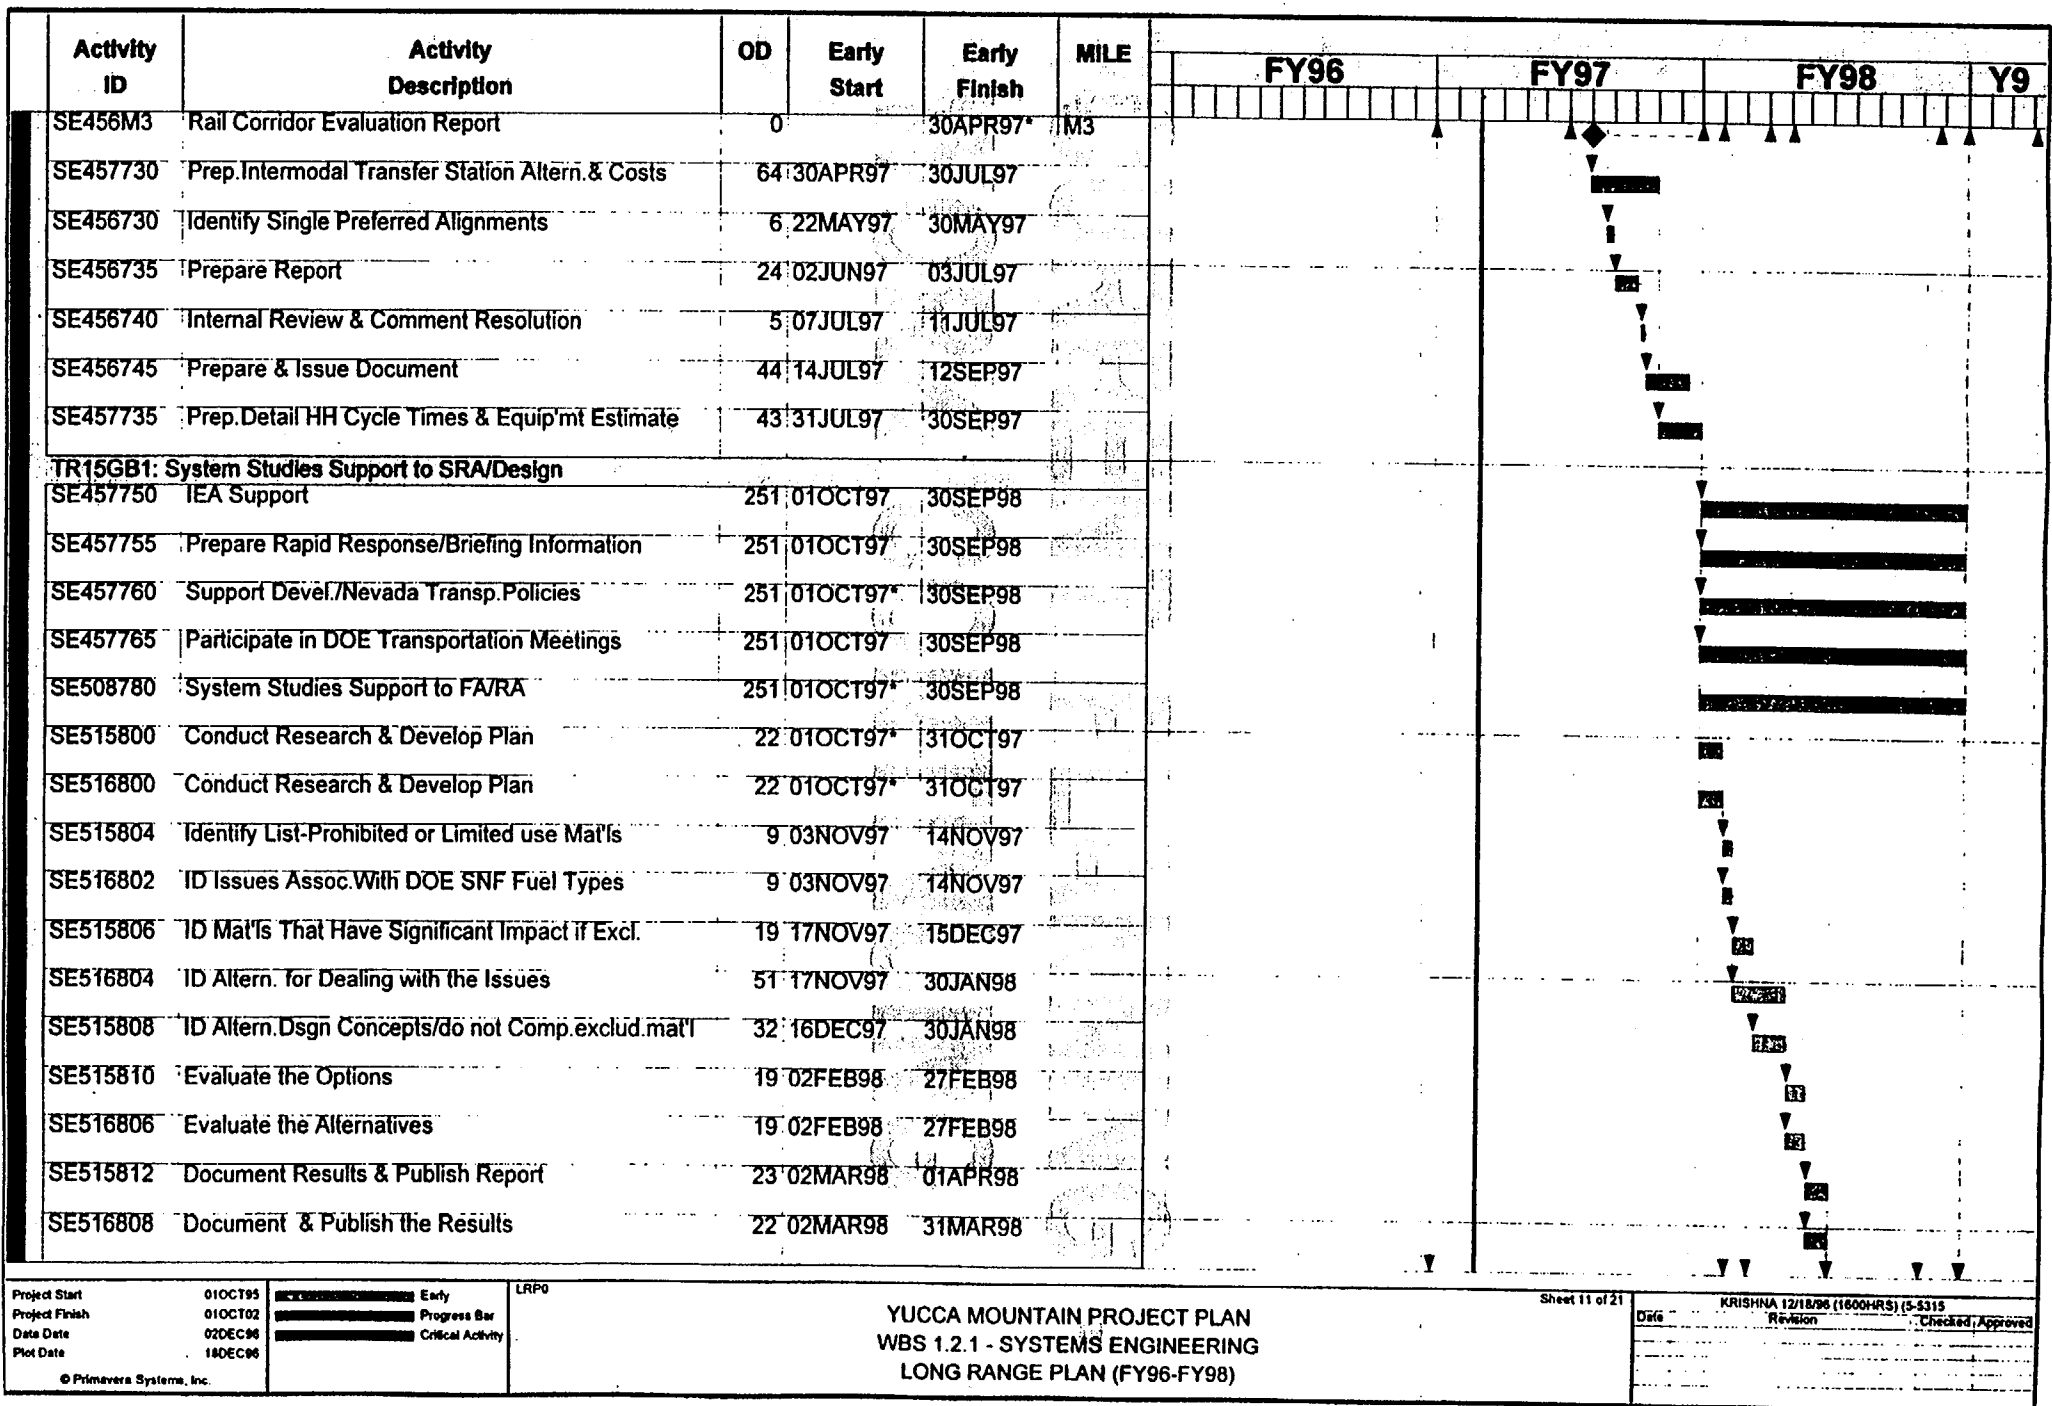 Activity ID Activity Description OD Early Start Early Finish MILE FY96 FY97 FY98 Y9
SE456M3 Rail Corridor Evaluation Report 0 30APR97* M3
SE457730 Prep.Intermodal Transfer Station Altern.& Costs 64 30APR97 30JUL97
SE456730 Identify Single Preferred Alignments 6 22MAY97 30MAY97
SE456735 Prepare Report 24 02JUN97 03JUL97
SE456740 Internal Review & Comment Resolution 5 07JUL97 11JUL97
SE456745 Prepare & Issue Document 44 14JUL97 12SEP97
SE457735 Prep.Detail HH Cycle Times & Equip'mt Estimate 43 31JUL97 30SEP97
TR15GB1: System Studies Support to SRA/Design
SE457750 IEA Support 251 01OCT97 30SEP98
SE457755 Prepare Rapid Response/Briefing Information 251 01OCT97 30SEP98
SE457760 Support Devel./Nevada Transp.Policies 251 01OCT97* 30SEP98
SE457765 Participate in DOE Transportation Meetings 251 01OCT97 30SEP98
SE508780 System Studies Support to FA/RA 251 01OCT97* 30SEP98
SE515800 Conduct Research & Develop Plan 22 01OCT97* 31OCT97
SE516800 Conduct Research & Develop Plan 22 01OCT97* 31OCT97
SE515804 Identify List-Prohibited or Limited use Mat'ls 9 03NOV97 14NOV97
SE516802 ID Issues Assoc.With DOE SNF Fuel Types 9 03NOV97 14NOV97
SE515806 ID Mat'ls That Have Significant Impact if Excl. 19 17NOV97 15DEC97
SE516804 ID Altern. for Dealing with the Issues 51 17NOV97 30JAN98
SE515808 ID Altern.Dsgn Concepts/do not Comp.exclud.mat'l 32 16DEC97 30JAN98
SE515810 Evaluate the Options 19 02FEB98 27FEB98
SE516806 Evaluate the Alternatives 19 02FEB98 27FEB98
SE515812 Document Results & Publish Report 23 02MAR98 01APR98
SE516808 Document & Publish the Results 22 02MAR98 31MAR98
Project Start 01OCT95
Project Finish 01OCT02
Data Date 02DEC96
Plot Date 18DEC96
© Primavera Systems, Inc.
Early
Progress Bar
Critical Activity
LRP0
YUCCA MOUNTAIN PROJECT PLAN
WBS 1.2.1 - SYSTEMS ENGINEERING
LONG RANGE PLAN (FY96-FY98)
Sheet 11 of 21
KRISHNA 12/18/96 (1600HRS) (5-5315
Date Revision Checked Approved